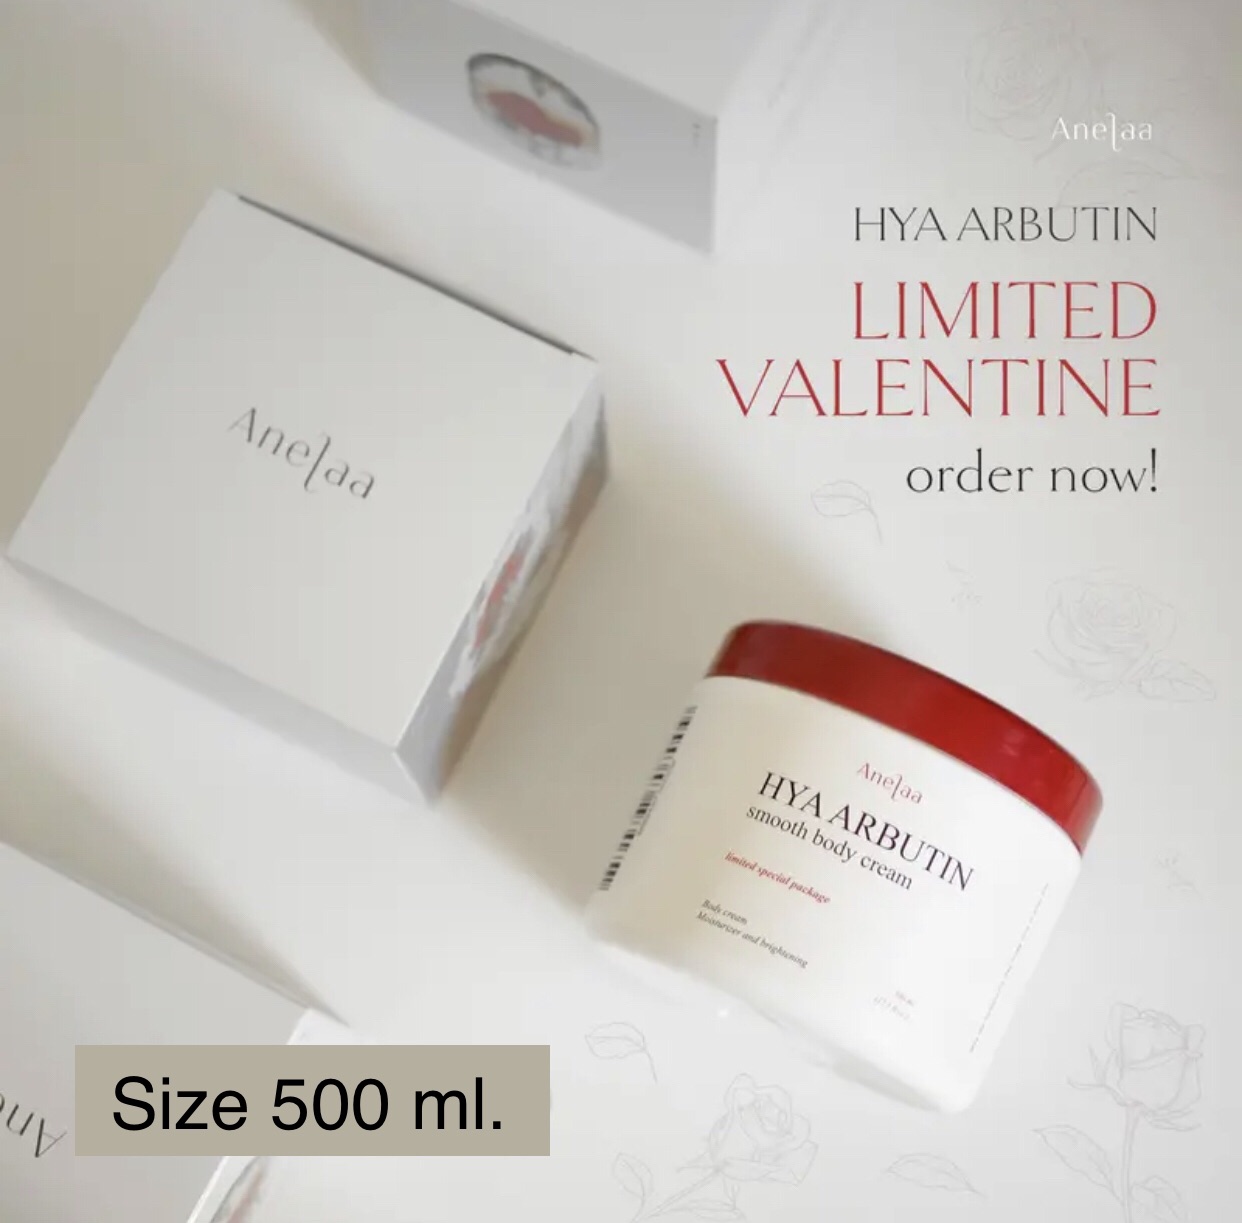 Anelaa
HYA ARBUTIN
LIMITED
VALENTINE
order now!
Anelaa
Anelaa
HYA ARBUTIN
smooth body cream
limited special package
Body cream
Moisturizer and brightening
Size 500 ml.